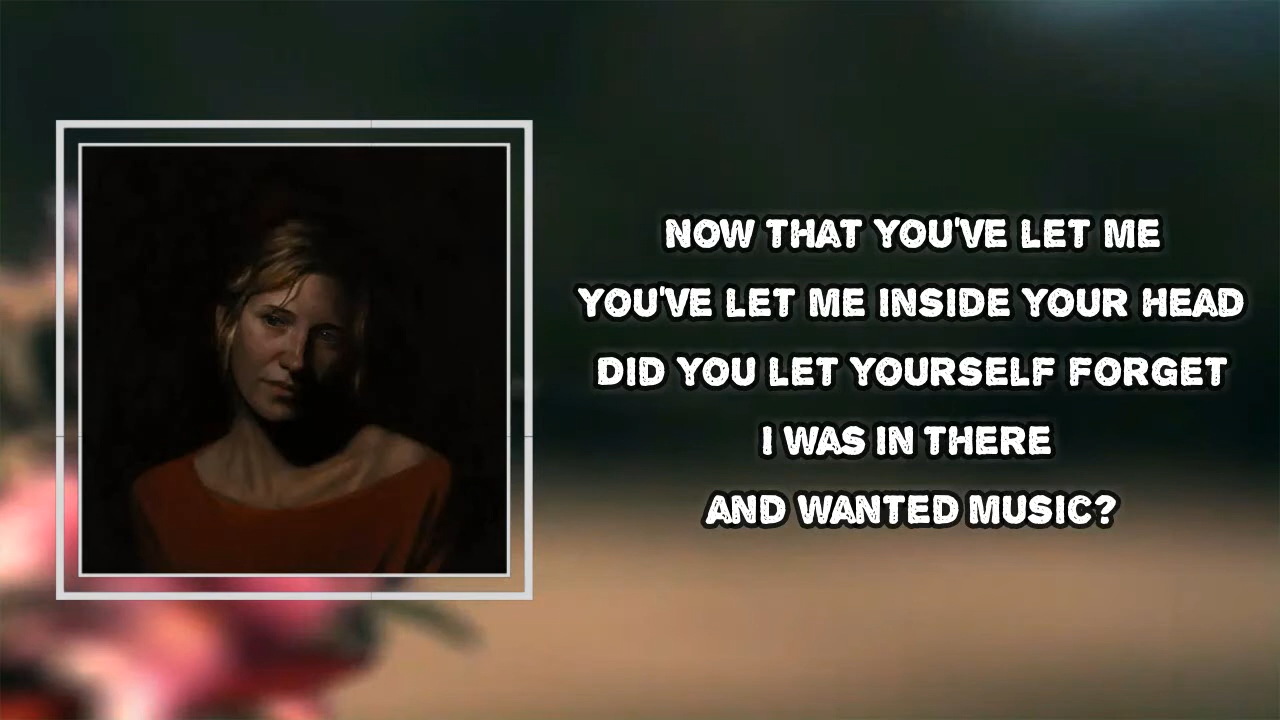 NOW THAT YOU'VE LET ME
YOU'VE LET ME INSIDE YOUR HEAD
DID YOU LET YOURSELF FORGET
I WAS IN THERE
AND WANTED MUSIC?